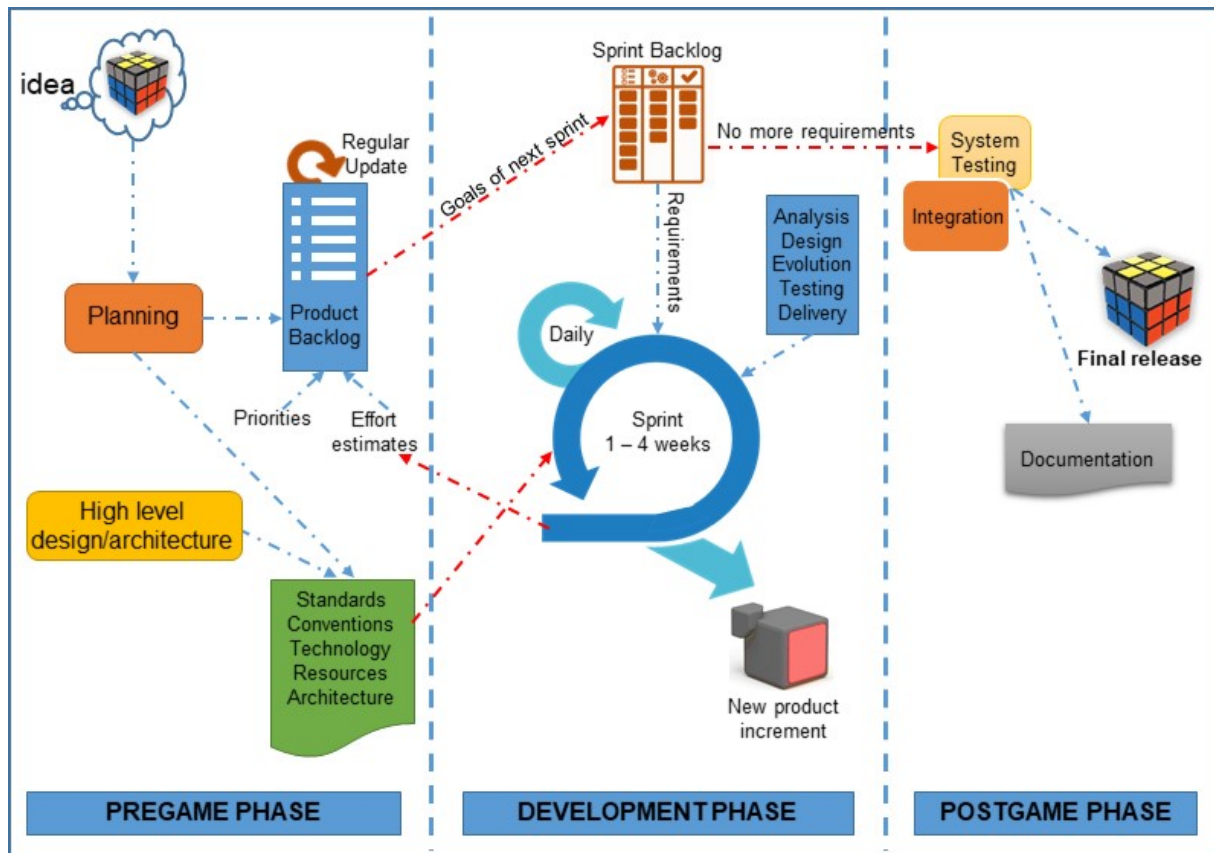 idea
Regular
Update
Planning
Product
Backlog
Priorities
Effort
estimates
High level
design/architecture
Standards
Conventions
Technology
Resources
Architecture
PREGAME PHASE
Goals of next sprint
Sprint Backlog
Requirements
Analysis
Design
Evolution
Testing
Delivery
Daily
Sprint
1 – 4 weeks
New product
increment
DEVELOPMENT PHASE
No more requirements
System
Testing
Integration
Final release
Documentation
POSTGAME PHASE